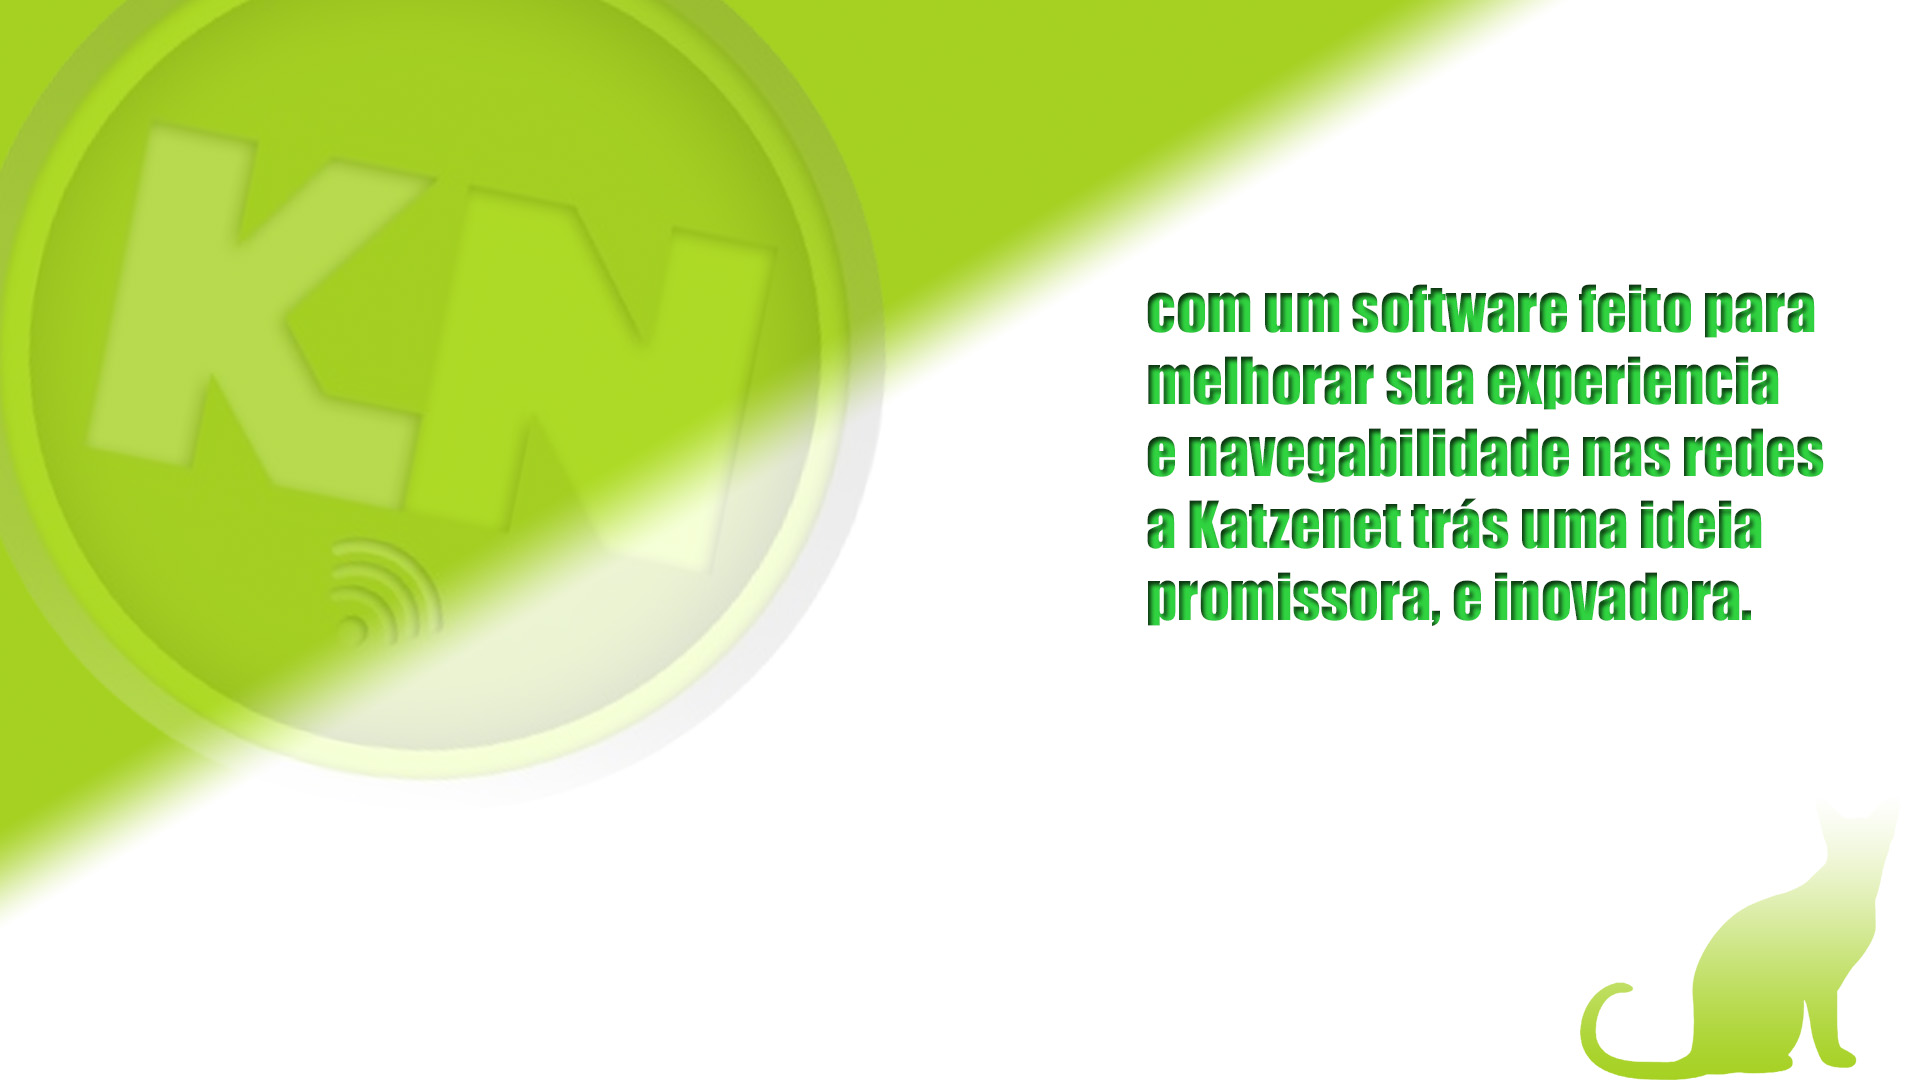 KN
com um software feito para
melhorar sua experiencia
e navegabilidade nas redes
a Katzenet trás uma ideia
promissora, e inovadora.